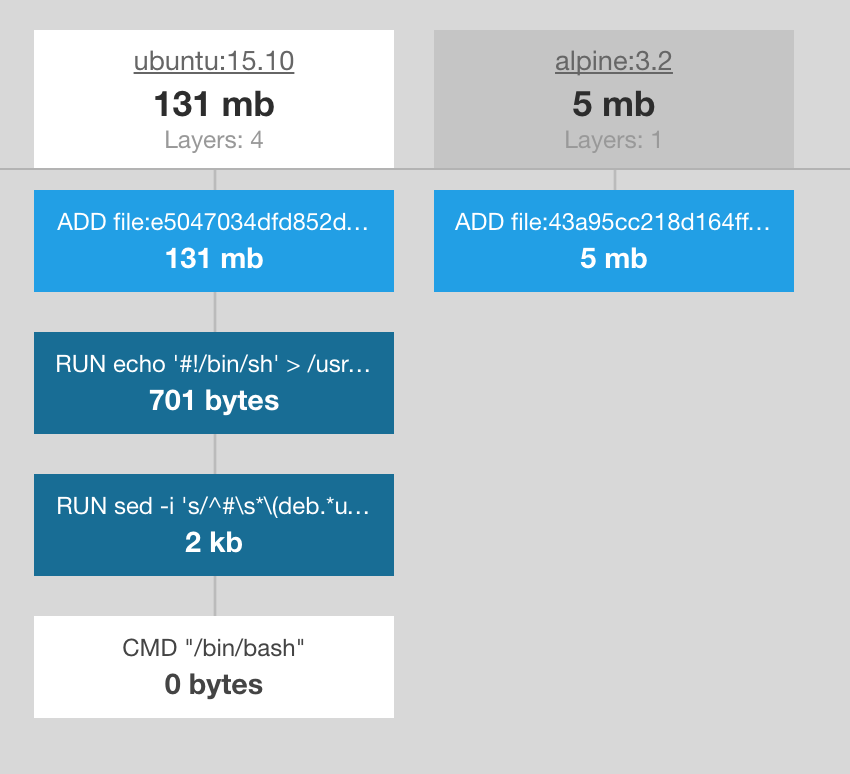 ubuntu:15.10
131 mb
Layers: 4
alpine:3.2
5 mb
Layers: 1
ADD file:e5047034dfd852d...
131 mb
ADD file:43a95cc218d164ff...
5 mb
RUN echo '#!/bin/sh' > /usr...
701 bytes
RUN sed -i 's/^#\s*\(deb.*u...
2 kb
CMD "/bin/bash"
0 bytes